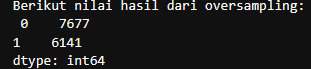 Berikut nilai hasil dari oversampling:
 0    7677
1    6141
dtype: int64